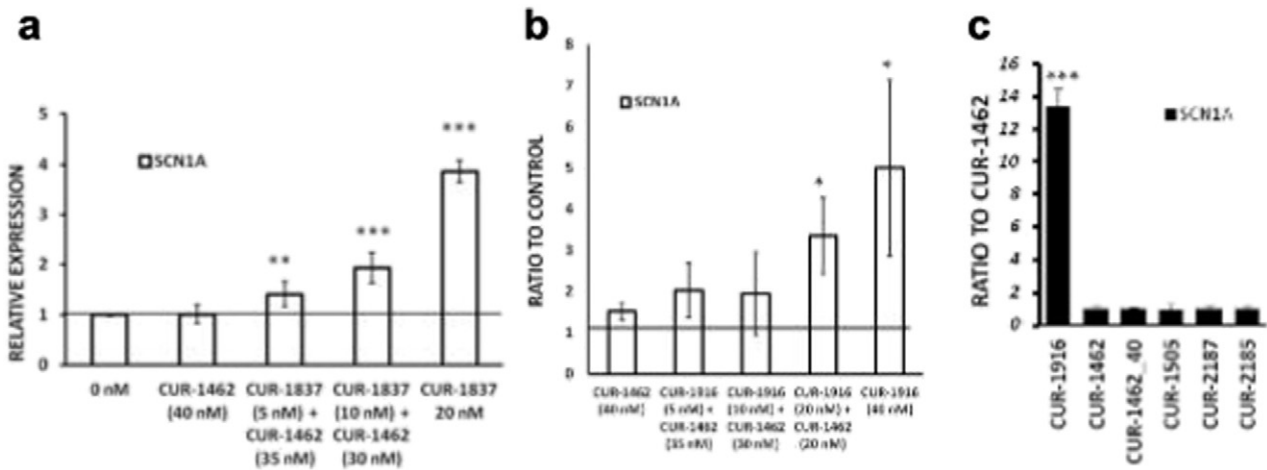 a
RELATIVE EXPRESSION
5
4
3
2
1
0
SCN1A
**
***
***
0 nM
CUR-1462
(40 nM)
CUR-1837
(5 nM) +
CUR-1462
(35 nM)
CUR-1837
(10 nM) +
CUR-1462
(30 nM)
CUR-1837
20 nM
b
RATIO TO CONTROL
8
7
6
5
4
3
2
1
0
SCN1A
*
*
CUR-1462
(40 nM)
CUR-1916
(5 nM) +
CUR-1462
(35 nM)
CUR-1916
(10 nM) +
CUR-1462
(30 nM)
CUR-1916
(20 nM) +
CUR-1462
(20 nM)
CUR-1916
(40 nM)
c
RATIO TO CUR-1462
16
14
12
10
8
6
4
2
0
***
SCN1A
CUR-1916
CUR-1462
CUR-1462_40
CUR-1505
CUR-2187
CUR-2185